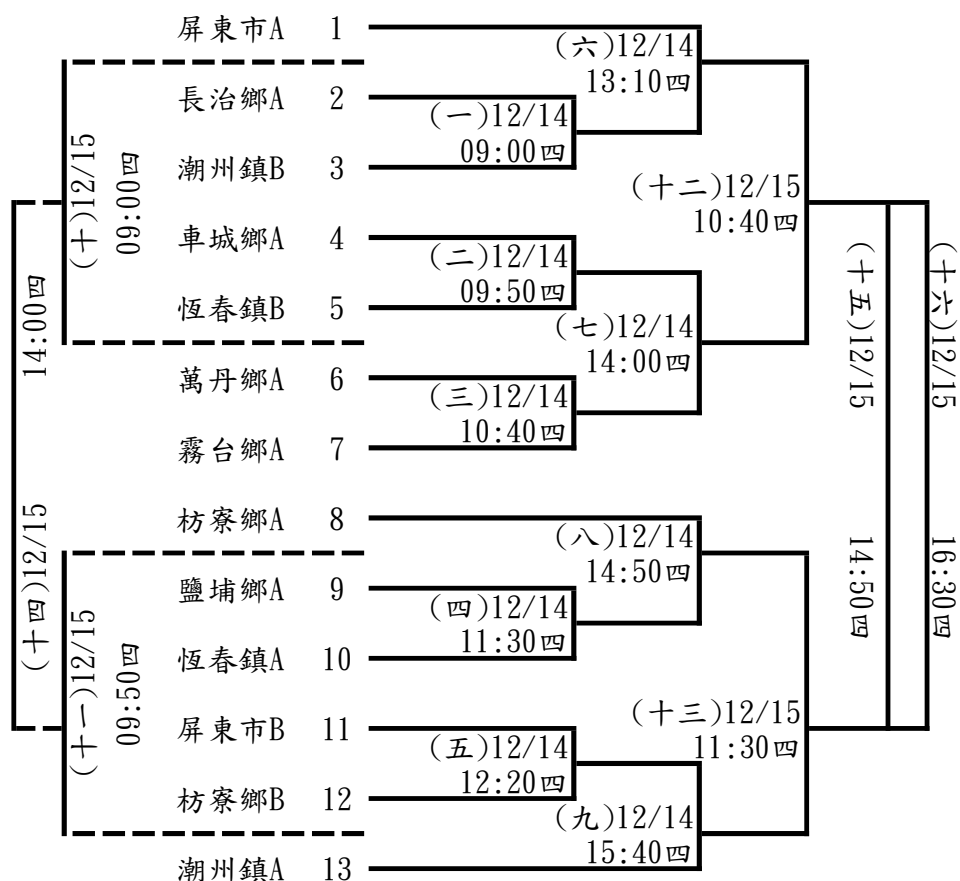 屏東市A 1
(六)12/14
13:10四
長治鄉A 2
(一)12/14
09:00四
潮州鎮B 3
(十)12/15
09:00四
(十二)12/15
10:40四
車城鄉A 4
(二)12/14
09:50四
恆春鎮B 5
(七)12/14
14:00四
萬丹鄉A 6
(三)12/14
10:40四
霧台鄉A 7
(十四)12/15
14:00四
(十五)12/15
14:50四
(十六)12/15
16:30四
枋寮鄉A 8
(八)12/14
14:50四
鹽埔鄉A 9
(四)12/14
11:30四
恆春鎮A 10
(十一)12/15
09:50四
(十三)12/15
11:30四
屏東市B 11
(五)12/14
12:20四
枋寮鄉B 12
(九)12/14
15:40四
潮州鎮A 13